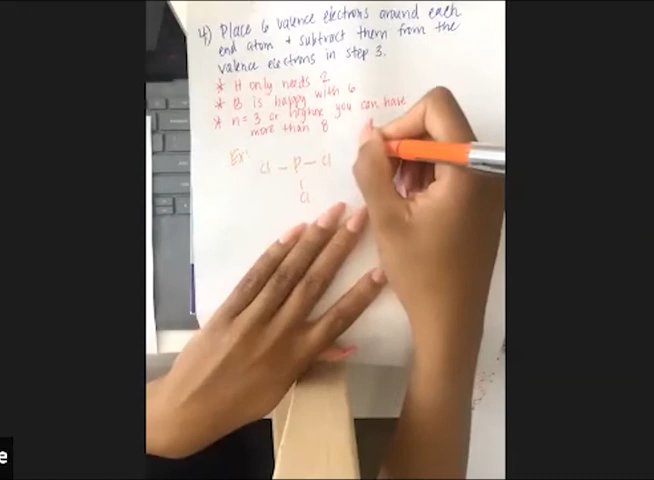 4) Place 6 valence electrons around each
end atom + subtract them from the
valence electrons in step 3.
* H only needs 2
* B is happy with 6
* n=3 or higher you can have
more than 8
Ex:
Cl - P - Cl
Cl
e